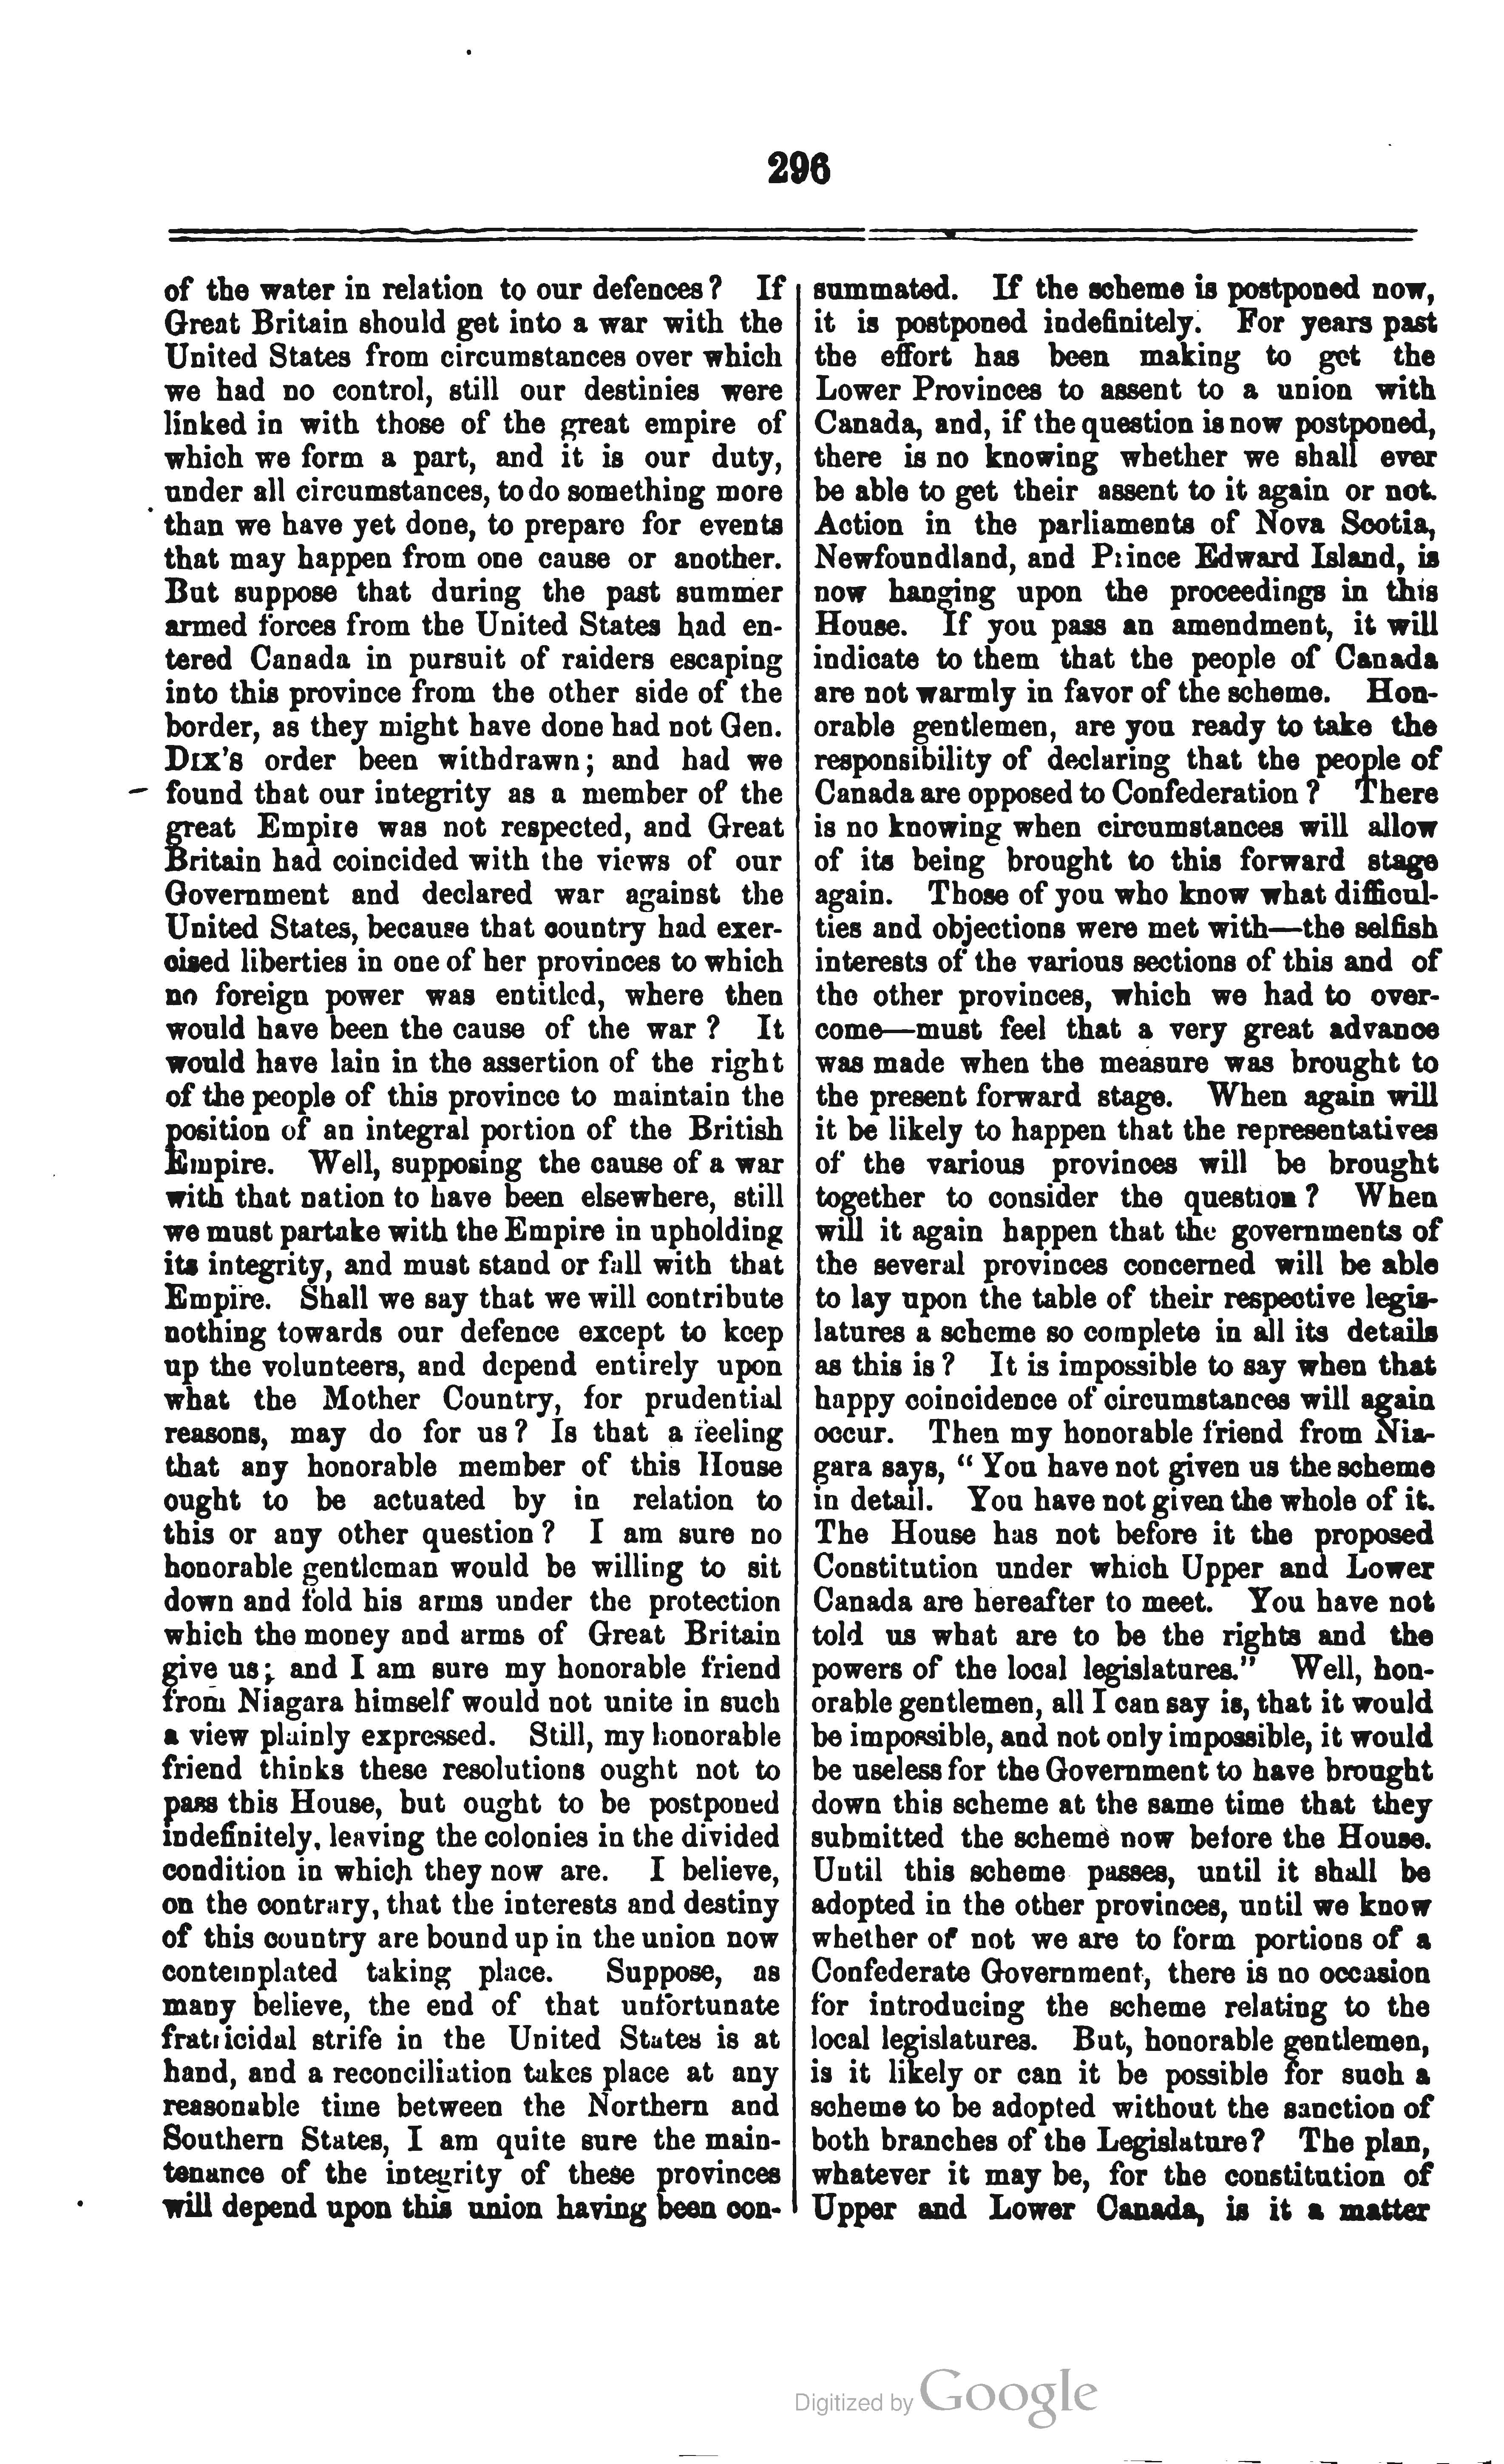 296
of the water in relation to our defences? If
Great Britain should get into a war with the
United States from circumstances over which
we had no control, still our destinies were
linked in with those of the great empire of
which we form a part, and it is our duty,
under all circumstances, to do something more
than we have yet done, to prepare for events
that may happen from one cause or another.
But suppose that during the past summer
armed forces from the United States had en-
tered Canada in pursuit of raiders escaping
into this province from the other side of the
border, as they might have done had not Gen.
DIX'S order been withdrawn; and had we
found that our integrity as a member of the
great Empire was not respected, and Great
Britain had coincided with the views of our
Government and declared war against the
United States, because that country had exer-
cised liberties in one of her provinces to which
no foreign power was entitled, where then
would have been the cause of the war? It
would have lain in the assertion of the right
of the people of this province to maintain the
position of an integral portion of the British
Empire. Well, supposing the cause of a war
with that nation to have been elsewhere, still
we must partake with the Empire in upholding
its integrity, and must stand or fall with that
Empire. Shall we say that we will contribute
nothing towards our defence except to keep
up the volunteers, and depend entirely upon
what the Mother Country, for prudential
reasons, may do for us? Is that a feeling
that any honorable member of this House
ought to be actuated by in relation to
this or any other question? I am sure no
honorable gentleman would be willing to sit
down and fold his arms under the protection
which the money and arms of Great Britain
give us; and I am sure my honorable friend
from Niagara himself would not unite in such
a view plainly expressed. Still, my honorable
friend thinks these resolutions ought not to
pass this House, but ought to be postponed
indefinitely, leaving the colonies in the divided
condition in which they now are. I believe,
on the contrary, that the interests and destiny
of this country are bound up in the union now
contemplated taking place. Suppose, as
many believe, the end of that unfortunate
fratricidal strife in the United States is at
hand, and a reconciliation takes place at any
reasonable time between the Northern and
Southern States, I am quite sure the main-
tenance of the integrity of these provinces
will depend upon this union having been con-
summated. If the scheme is postponed now,
it is postponed indefinitely. For years past
the effort has been making to get the
Lower Provinces to assent to a union with
Canada, and, if the question is now postponed,
there is no knowing whether we shall ever
be able to get their assent to it again or not.
Action in the parliaments of Nova Scotia,
Newfoundland, and Prince Edward Island, is
now hanging upon the proceedings in this
House. If you pass an amendment, it will
indicate to them that the people of Canada
are not warmly in favor of the scheme. Hon-
orable gentlemen, are you ready to take the
responsibility of declaring that the people of
Canada are opposed to Confederation? There
is no knowing when circumstances will allow
of its being brought to this forward stage
again. Those of you who know what difficul-
ties and objections were met with—the selfish
interests of the various sections of this and of
the other provinces, which we had to over-
come—must feel that a very great advance
was made when the measure was brought to
the present forward stage. When again will
it be likely to happen that the representatives
of the various provinces will be brought
together to consider the question? When
will it again happen that the governments of
the several provinces concerned will be able
to lay upon the table of their respective legis-
latures a scheme so complete in all its details
as this is? It is impossible to say when that
happy coincidence of circumstances will again
occur. Then my honorable friend from Nia-
gara says, "You have not given us the scheme
in detail. You have not given the whole of it.
The House has not before it the proposed
Constitution under which Upper and Lower
Canada are hereafter to meet. You have not
told us what are to be the rights and the
powers of the local legislatures." Well, hon-
orable gentlemen, all I can say is, that it would
be impossible, and not only impossible, it would
be useless for the Government to have brought
down this scheme at the same time that they
submitted the scheme now before the House.
Until this scheme passes, until it shall be
adopted in the other provinces, until we know
whether or not we are to form portions of a
Confederate Government, there is no occasion
for introducing the scheme relating to the
local legislatures. But, honorable gentlemen,
is it likely or can it be possible for such a
scheme to be adopted without the sanction of
both branches of the Legislature? The plan,
whatever it may be, for the constitution of
Upper and Lower Canada, is it a matter
Digitized by Google